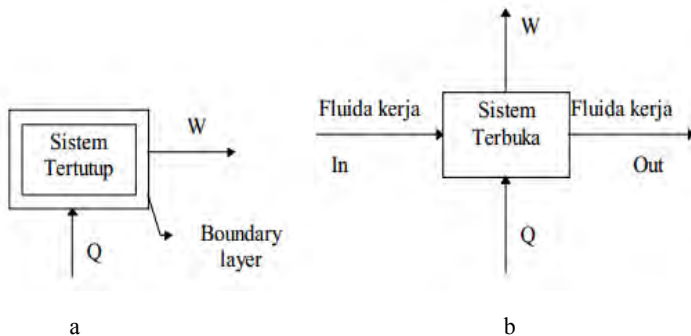 Sistem
Tertutup
W
Q
Boundary
layer
a
W
Fluida kerja
In
Sistem
Terbuka
Fluida kerja
Out
Q
b